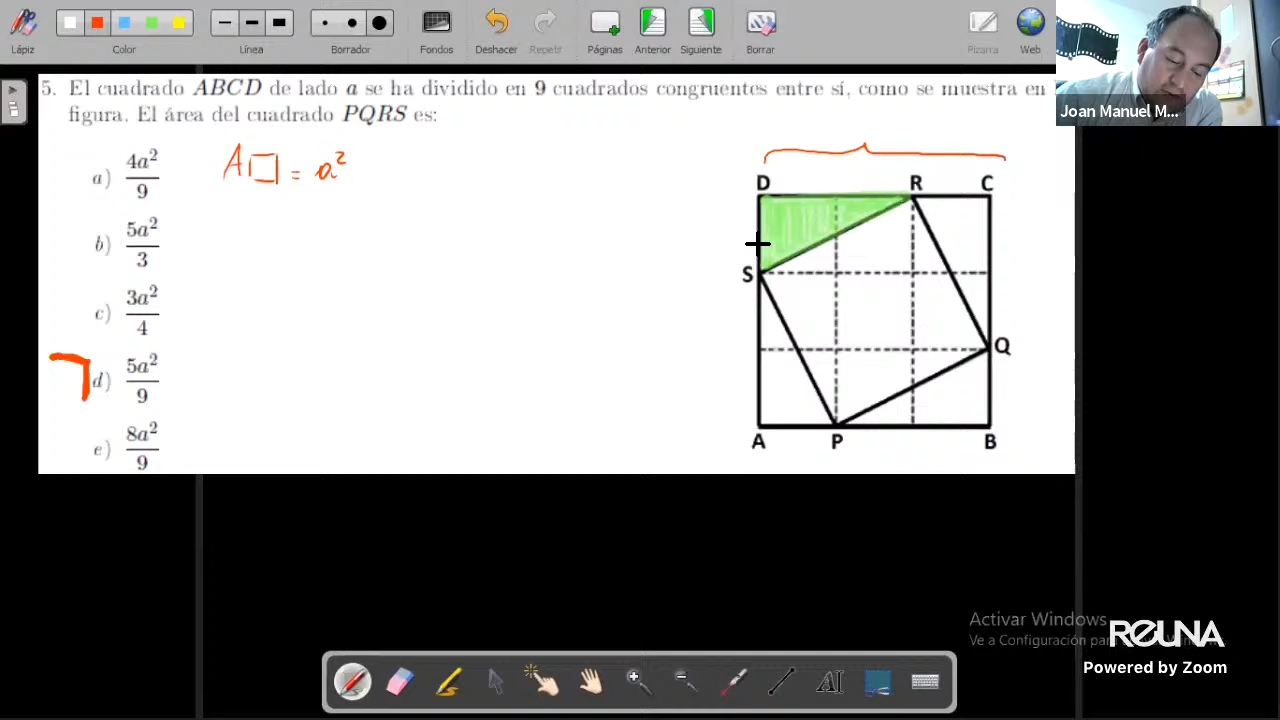 Lápiz Color Línea Borrador Fondos Deshacer Repetir Páginas Anterior Siguiente Borrar Pizarra Web
Joan Manuel M...
5. El cuadrado ABCD de lado a se ha dividido en 9 cuadrados congruentes entre sí, como se muestra en
figura. El área del cuadrado PQRS es:
a) 4a²/9
A□ = a²
b) 5a²/3
c) 3a²/4
d) 5a²/9
e) 8a²/9
D R C
S
Q
A P B
Activar Windows
Ve a Configuración par
REUNA
Powered by Zoom
AI